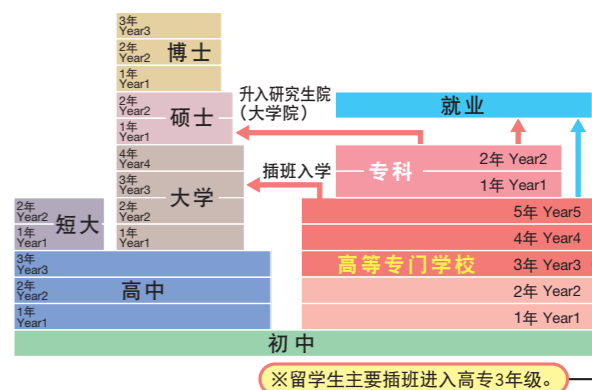 3年
Year3
2年
Year2
博士
1年
Year1
2年
Year2
硕士
1年
Year1
升入研究生院
（大学院）
就业
4年
Year4
3年
Year3
大学
2年
Year2
1年
Year1
插班入学
专科
2年 Year2
1年 Year1
2年
Year2
短大
1年
Year1
5年 Year5
4年 Year4
高等专门学校
3年 Year3
2年 Year2
1年 Year1
3年
Year3
2年
Year2
高中
1年
Year1
初中
※留学生主要插班进入高专3年级。